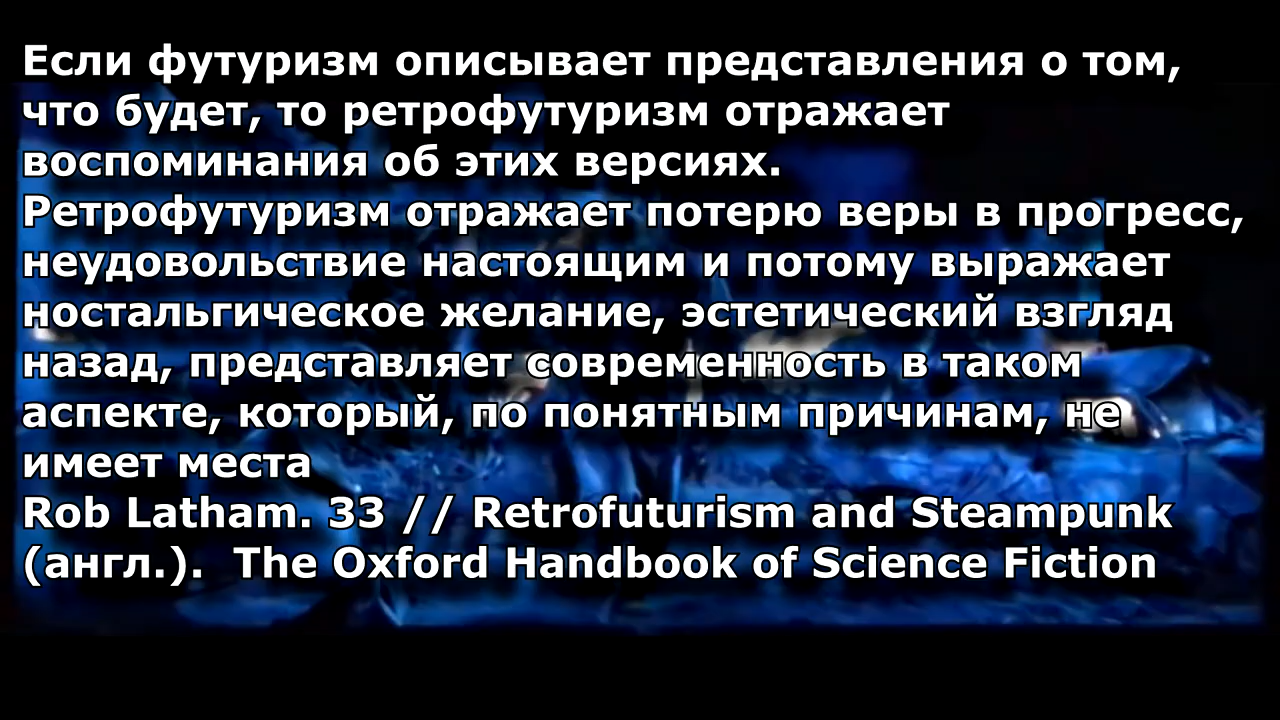 Если футуризм описывает представления о том,
что будет, то ретрофутуризм отражает
воспоминания об этих версиях.
Ретрофутуризм отражает потерю веры в прогресс,
неудовольствие настоящим и потому выражает
ностальгическое желание, эстетический взгляд
назад, представляет современность в таком
аспекте, который, по понятным причинам, не
имеет места
Rob Latham. 33 // Retrofuturism and Steampunk
(англ.).  The Oxford Handbook of Science Fiction